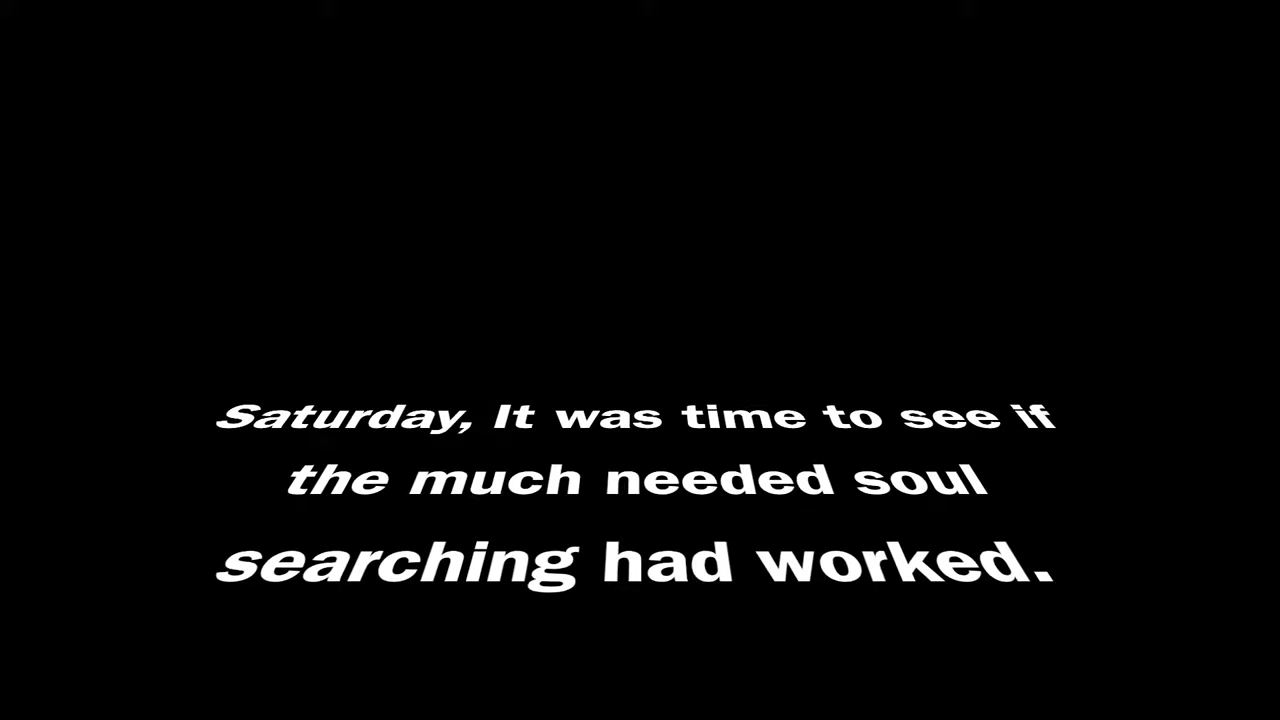 Saturday, It was time to see if
the much needed soul
searching had worked.